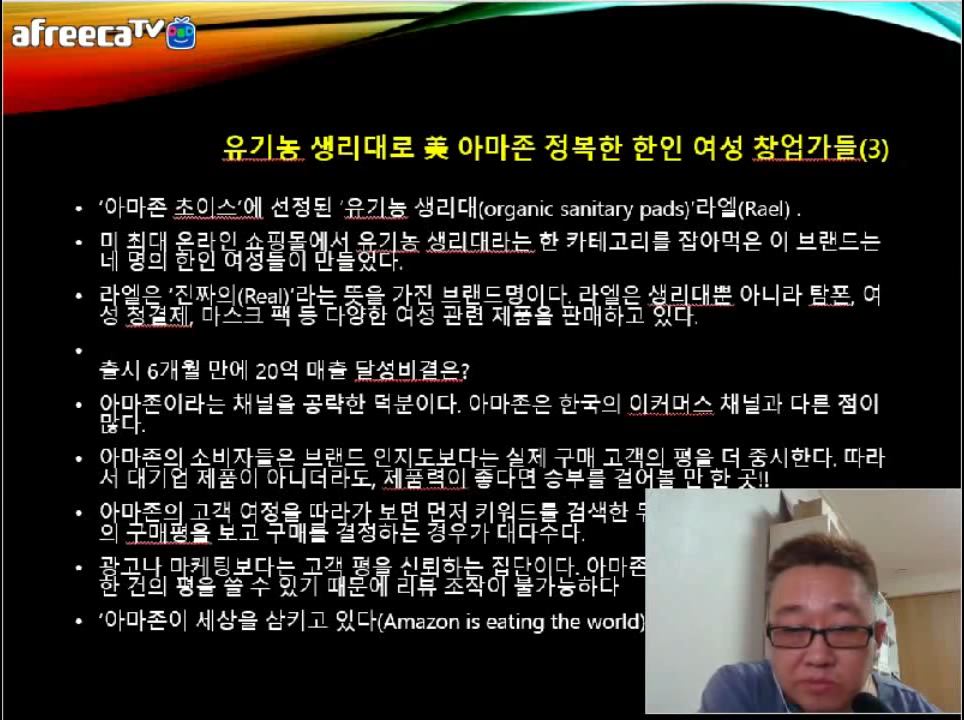 afreecaTV
유기농 생리대로 美 아마존 정복한 한인 여성 창업가들(3)
• '아마존 초이스'에 선정된 '유기농 생리대(organic sanitary pads)'라엘(Rael) .
• 미 최대 온라인 쇼핑몰에서 유기농 생리대라는 한 카테고리를 잡아먹은 이 브랜드는
네 명의 한인 여성들이 만들었다.
• 라엘은 '진짜의(Real)'라는 뜻을 가진 브랜드명이다. 라엘은 생리대뿐 아니라 탐폰, 여
성 청결제, 마스크 팩 등 다양한 여성 관련 제품을 판매하고 있다.
•
출시 6개월 만에 20억 매출 달성비결은?
• 아마존이라는 채널을 공략한 덕분이다. 아마존은 한국의 이커머스 채널과 다른 점이
많다.
• 아마존의 소비자들은 브랜드 인지도보다는 실제 구매 고객의 평을 더 중시한다. 따라
서 대기업 제품이 아니더라도, 제품력이 좋다면 승부를 걸어볼 만 한 곳!!
• 아마존의 고객 여정을 따라가 보면 먼저 키워드를 검색한
의 구매평을 보고 구매를 결정하는 경우가 대다수다.
• 광고나 마케팅보다는 고객 평을 신뢰하는 집단이다. 아마존
한 건의 평을 쓸 수 있기 때문에 리뷰 조작이 불가능하다
• '아마존이 세상을 삼키고 있다(Amazon is eating the world)